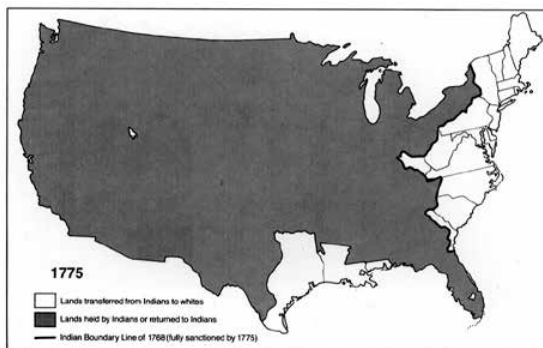 1775
Lands transferred from Indians to whites
Lands held by Indians or returned to Indians
Indian Boundary Line of 1768 (fully sanctioned by 1775)